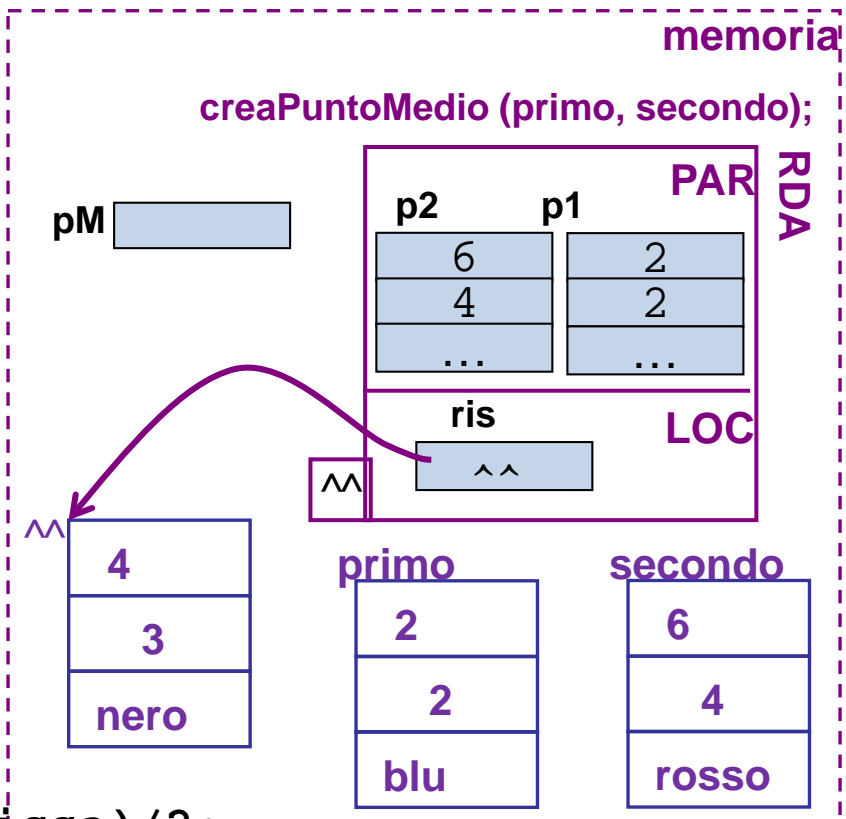 memoria
creaPuntoMedio (primo, secondo);
RDA
PAR
pM
p2 p1
6 2
4 2
... ...
ris
LOC
^^
^^
^^
4
3
nero
primo
2
2
blu
secondo
6
4
rosso